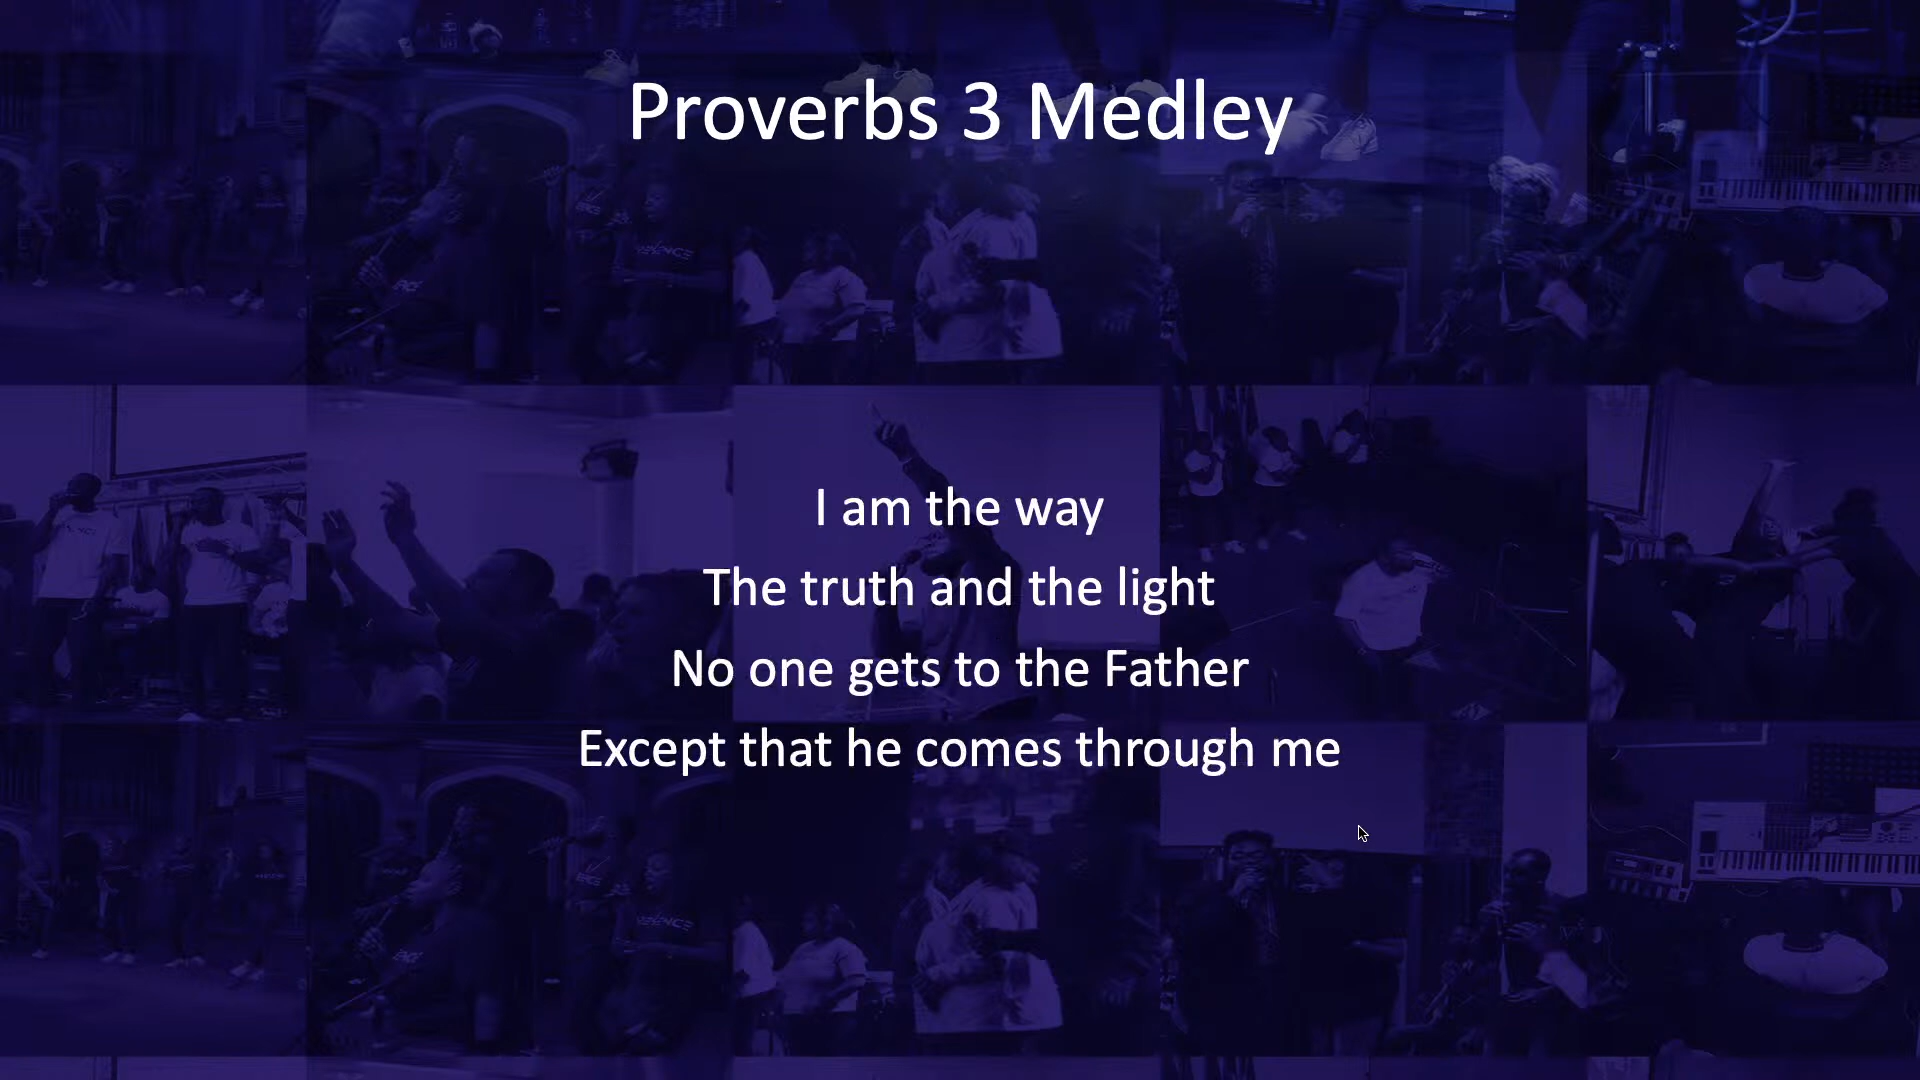 Proverbs 3 Medley
I am the way
The truth and the light
No one gets to the Father
Except that he comes through me